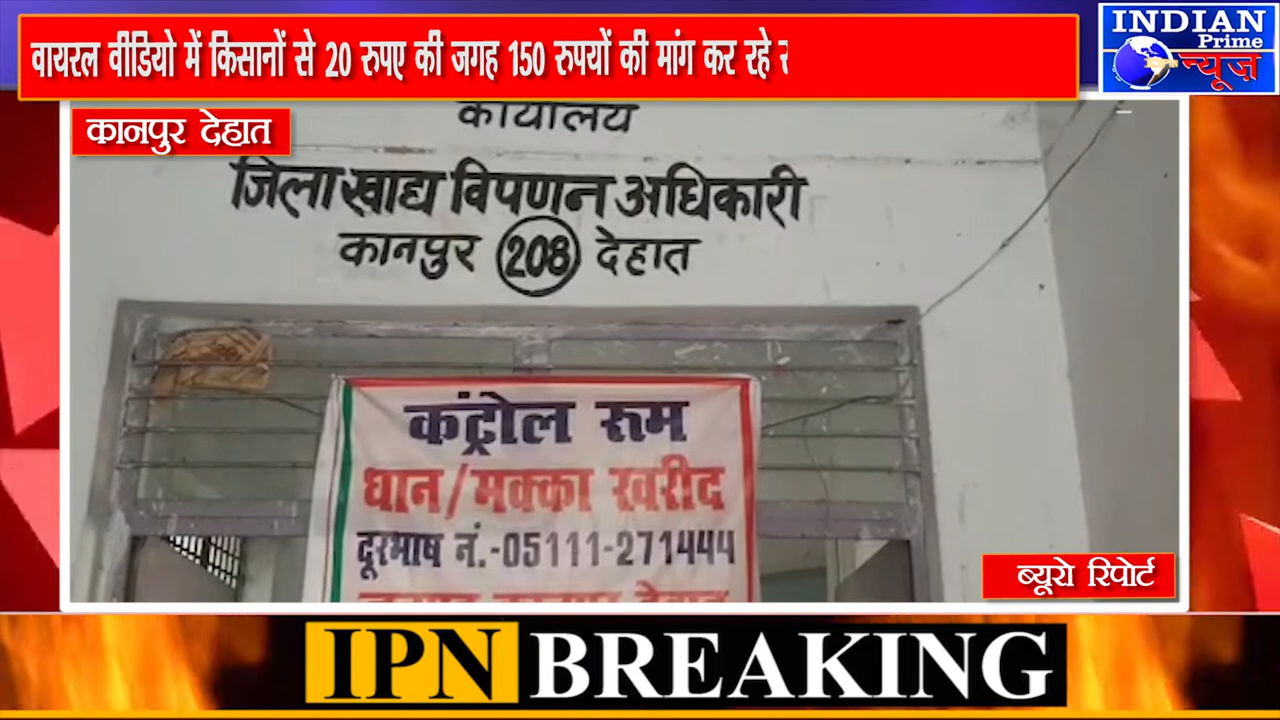 वायरल वीडियो में किसानों से 20 रुपए की जगह 150 रुपयों की मांग कर रहे
INDIAN
Prime
न्यूज़
कानपुर देहात
कार्यालय
जिला खाद्य विपणन अधिकारी
कानपुर 208 देहात
कंट्रोल रूम
धान/मक्का खरीद
दूरभाष नं.-05111-271444
ब्यूरो रिपोर्ट
IPN BREAKING